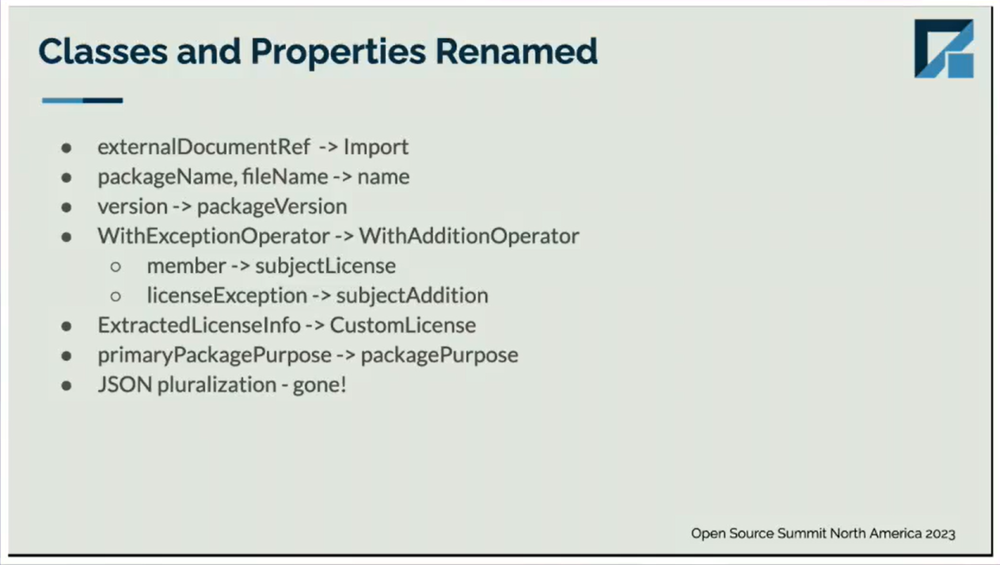 Classes and Properties Renamed
● externalDocumentRef -> Import
● packageName, fileName -> name
● version -> packageVersion
● WithExceptionOperator -> WithAdditionOperator
○ member -> subjectLicense
○ licenseException -> subjectAddition
● ExtractedLicenseInfo -> CustomLicense
● primaryPackagePurpose -> packagePurpose
● JSON pluralization - gone!
Open Source Summit North America 2023